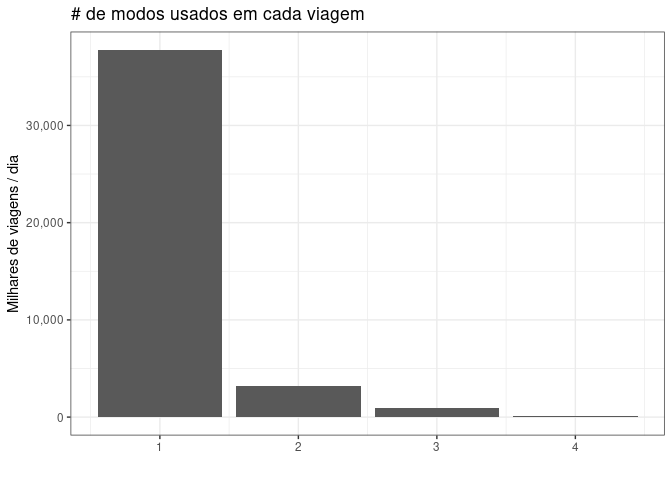 # de modos usados em cada viagem
Milhares de viagens / dia
30,000
20,000
10,000
0
1 2 3 4